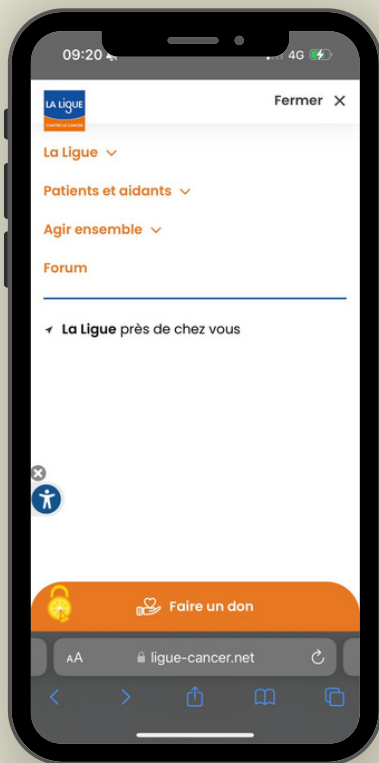 09:20
4G
LA LIGUE
CONTRE LE CANCER
Fermer
La Ligue
Patients et aidants
Agir ensemble
Forum
La Ligue près de chez vous
Faire un don
AA
ligue-cancer.net